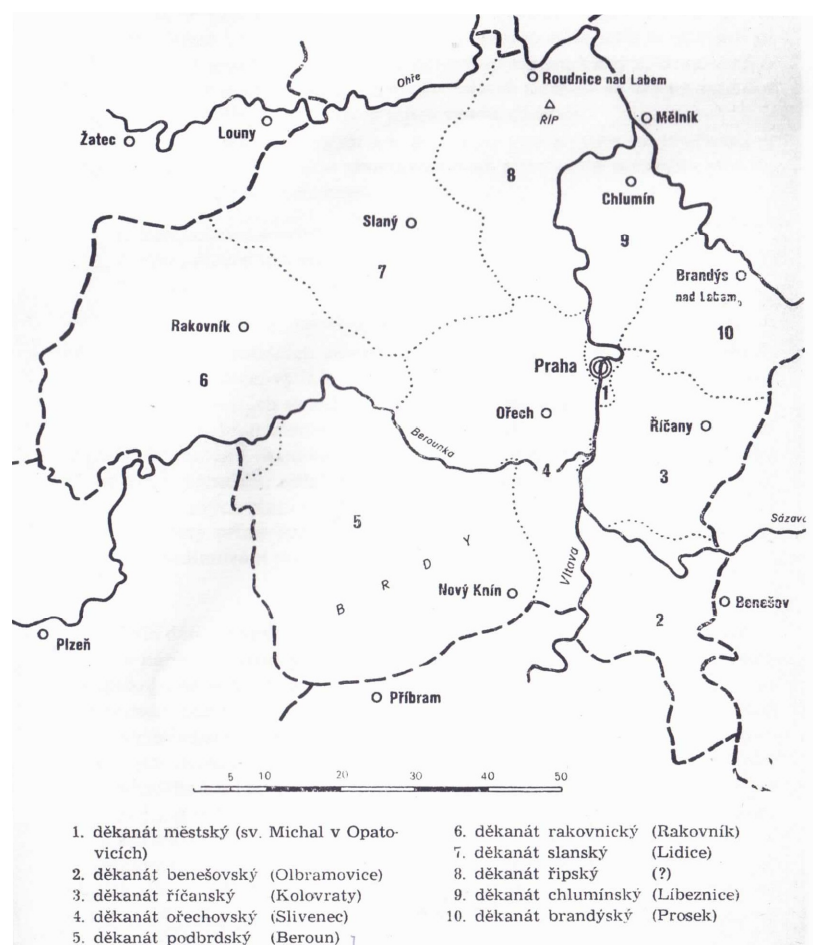 Ohře
Roudnice nad Labem
ŘÍP
Mělník
Žatec
Louny
8
Chlumín
Slaný
9
7
Brandýs
nad Labem
10
Rakovník
Praha
6
1
Ořech
Říčany
Berounka
4
3
5
Sázava
BRDY
Vltava
Nový Knín
Benešov
2
Plzeň
Příbram
5 10 20 30 40 50
1. děkanát městský (sv. Michal v Opato-
vicích)
2. děkanát benešovský (Olbramovice)
3. děkanát říčanský (Kolovraty)
4. děkanát ořechovský (Slivenec)
5. děkanát podbrdský (Beroun)
6. děkanát rakovnický (Rakovník)
7. děkanát slanský (Lidice)
8. děkanát řipský (?)
9. děkanát chlumínský (Líbeznice)
10. děkanát brandýský (Prosek)